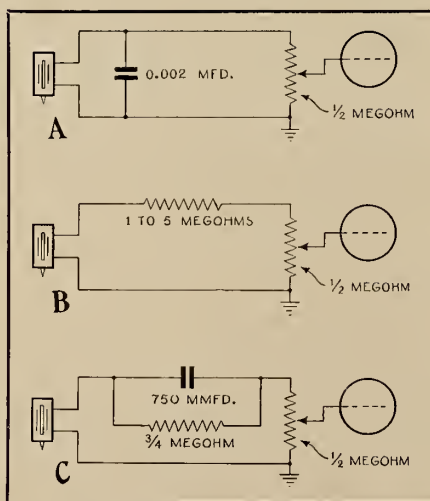 0.002 MFD.
½ MEGOHM
A
1 TO 5 MEGOHMS
½ MEGOHM
B
750 MMFD.
¾ MEGOHM
½ MEGOHM
C